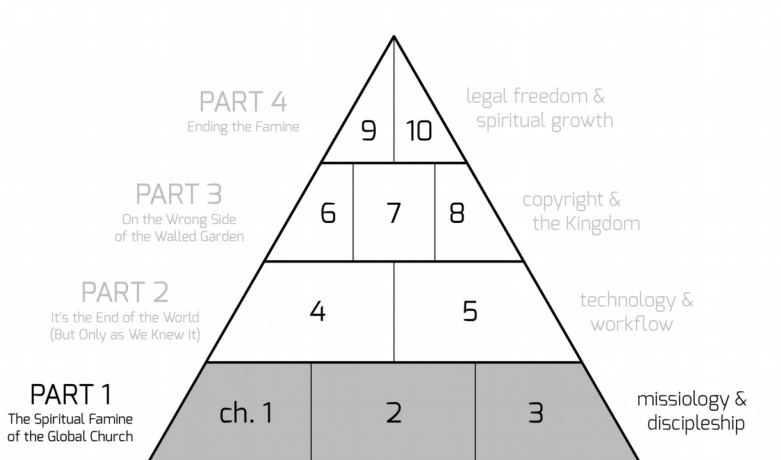 PART 4
Ending the Famine
9
10
legal freedom &
spiritual growth
PART 3
On the Wrong Side
of the Walled Garden
6
7
8
copyright &
the Kingdom
PART 2
It's the End of the World
(But Only as We Knew It)
4
5
technology &
workflow
PART 1
The Spiritual Famine
of the Global Church
ch. 1
2
3
missiology &
discipleship